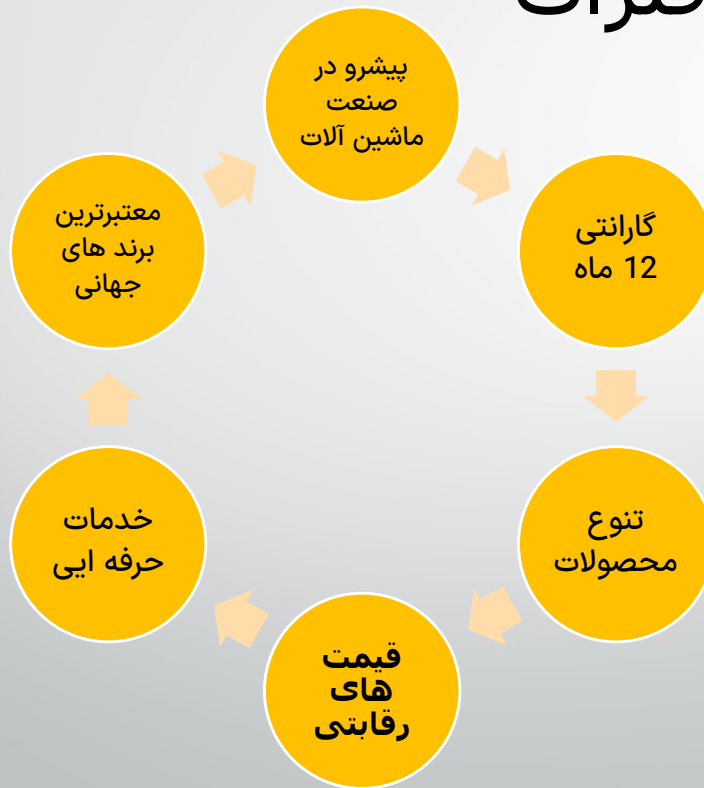 پیشرو در
صنعت
ماشین آلات
گارانتی
12 ماه
تنوع
محصولات
قیمت
های
رقابتی
خدمات
حرفه ایی
معتبرترین
برند های
جهانی